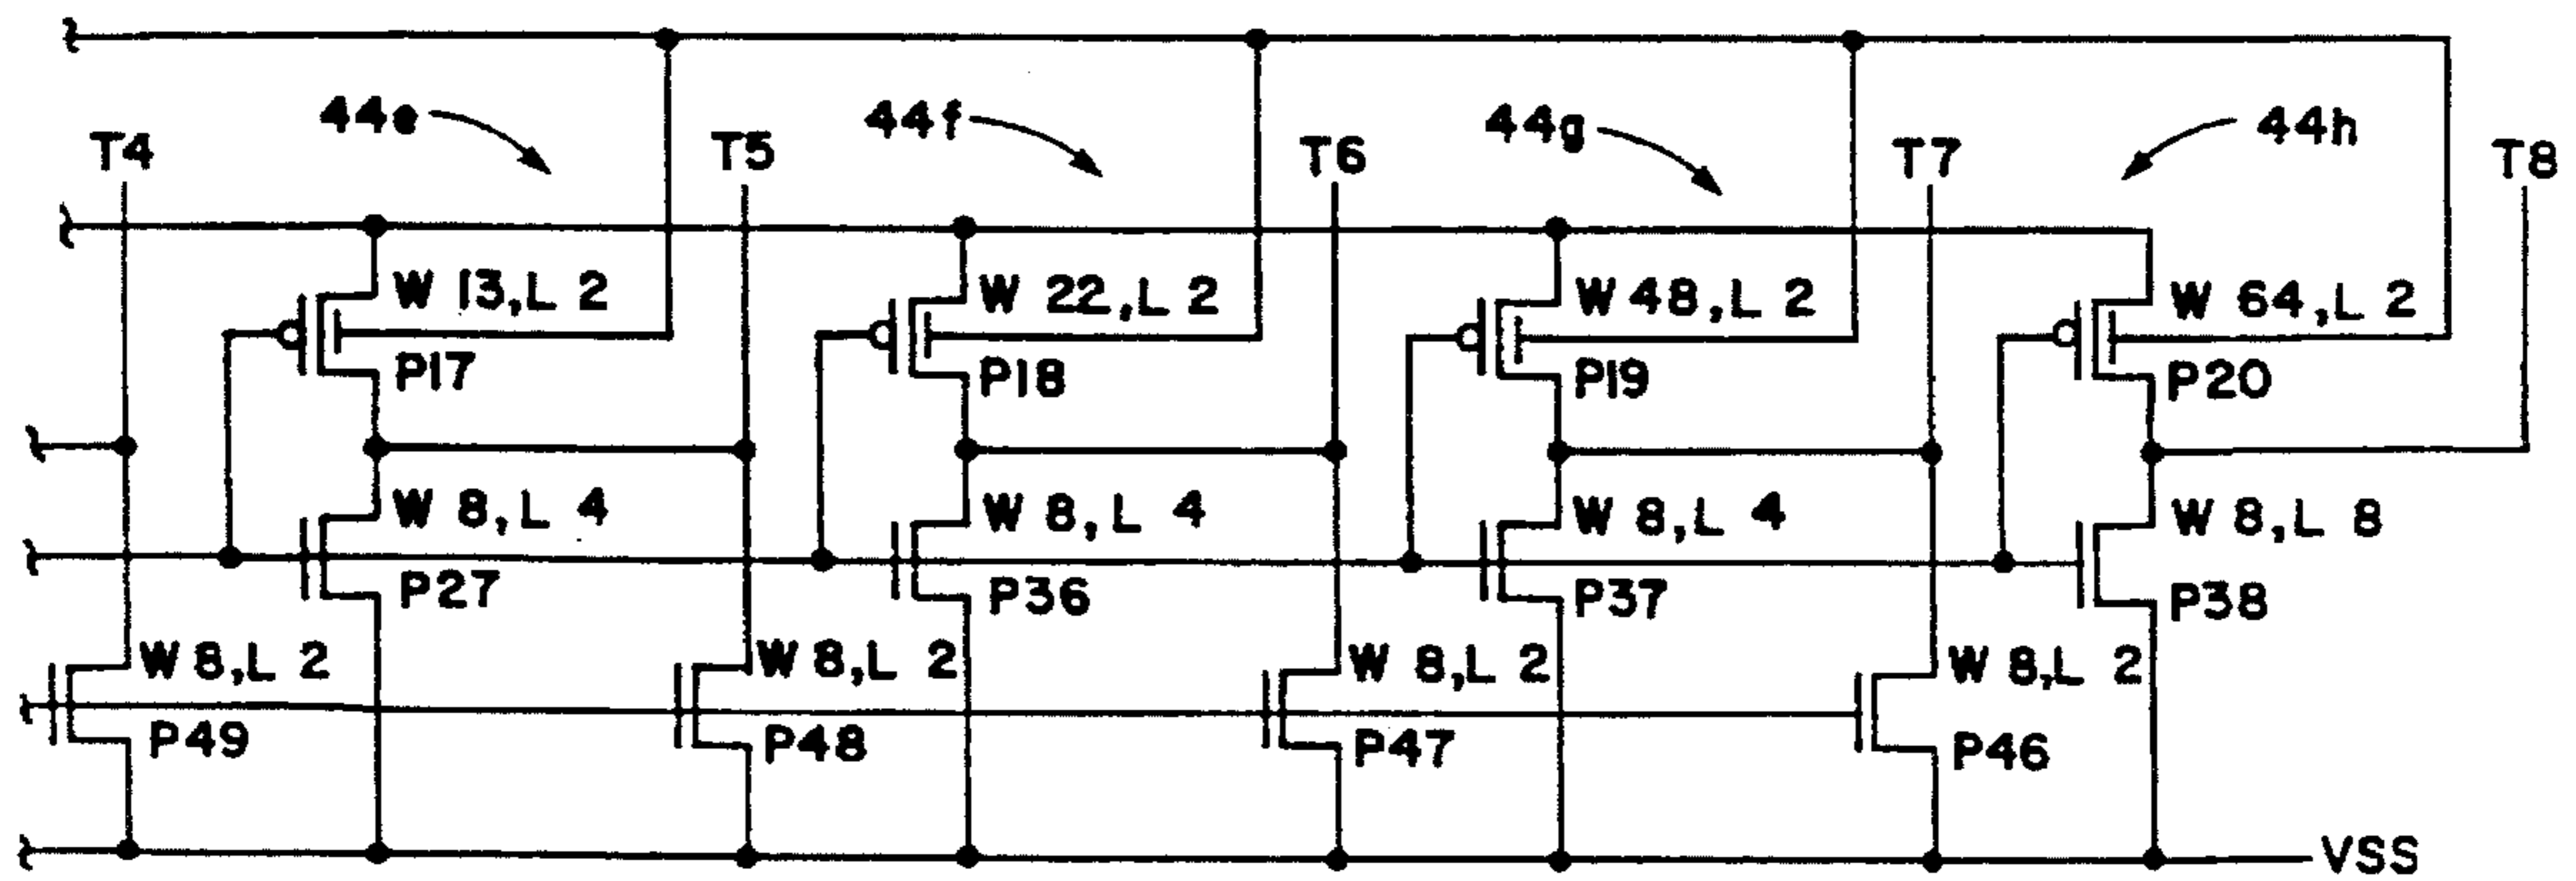 44e
44f
44g
44h
T4
T5
T6
T7
T8
W 13,L 2
W 22,L 2
W 48,L 2
W 64,L 2
P17
P18
P19
P20
W 8,L 4
W 8,L 4
W 8,L 4
W 8,L 8
P27
P36
P37
P38
W 8,L 2
W 8,L 2
W 8,L 2
W 8,L 2
P49
P48
P47
P46
VSS